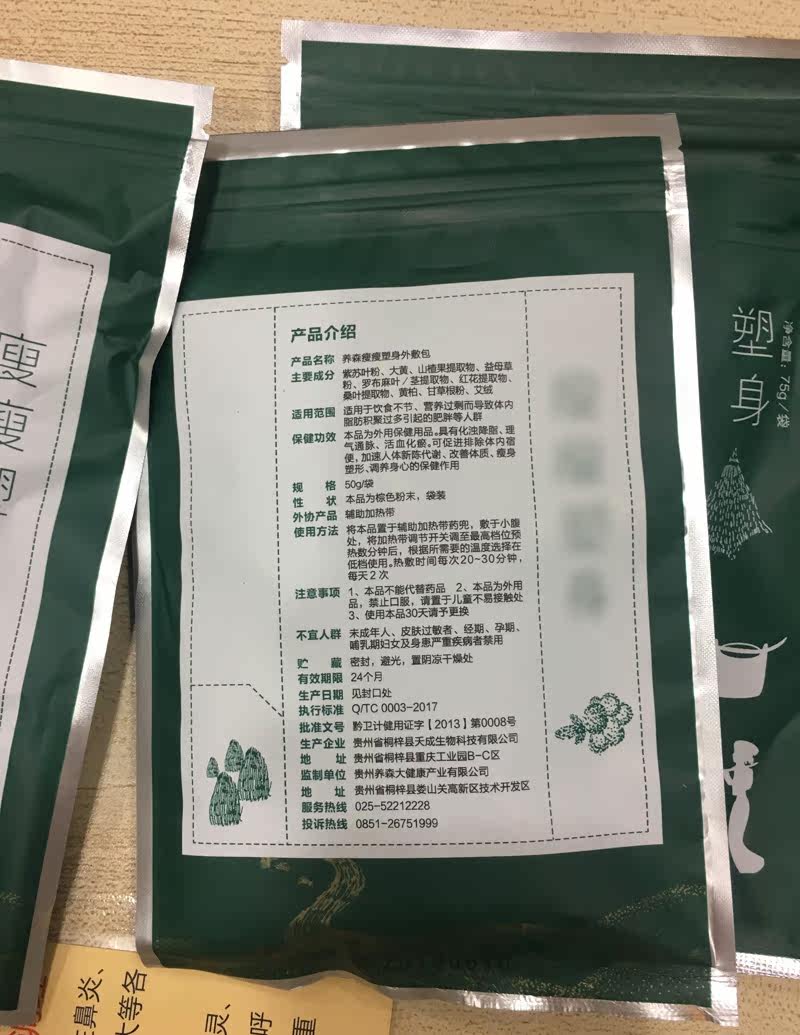 产品介绍
产品名称 养森瘦瘦塑身外敷包
主要成分 紫苏叶粉、大黄、山楂果提取物、益母草
粉、罗布麻叶/茎提取物、红花提取物、
桑叶提取物、黄柏、甘草根粉、艾绒
适用范围 适用于饮食不节、营养过剩而导致体内
脂肪积聚过多引起的肥胖等人群
保健功效 本品为外用保健用品。具有化浊降脂、理
气通脉、活血化瘀。可促进排除体内宿
便,加速人体新陈代谢、改善体质、瘦身
塑形、调养身心的保健作用
规 格 50g/袋
性 状 本品为棕色粉末,袋装
外协产品 辅助加热带
使用方法 将本品置于辅助加热带药兜,敷于小腹
处,将加热带调节开关调至最高档位预
热数分钟后,根据所需要的温度选择在
低档使用。热敷时间每次20~30分钟,
每天2次
注意事项 1、本品不能代替药品 2、本品为外用
品,禁止口服,请置于儿童不易接触处
3、使用本品30天请予更换
不宜人群 未成年人、皮肤过敏者、经期、孕期、
哺乳期妇女及身患严重疾病者禁用
贮 藏 密封,避光,置阴凉干燥处
有效期限 24个月
生产日期 见封口处
执行标准 Q/TC 0003-2017
批准文号 黔卫计健用证字【2013】第0008号
生产企业 贵州省桐梓县天成生物科技有限公司
地 址 贵州省桐梓县重庆工业园B-C区
监制单位 贵州养森大健康产业有限公司
地 址 贵州省桐梓县娄山关高新区技术开发区
服务热线 025-52212228
投诉热线 0851-26751999
瘦瘦塑
塑身
净含量:75g/袋
鼻炎、
大等各
灵、
呼
重